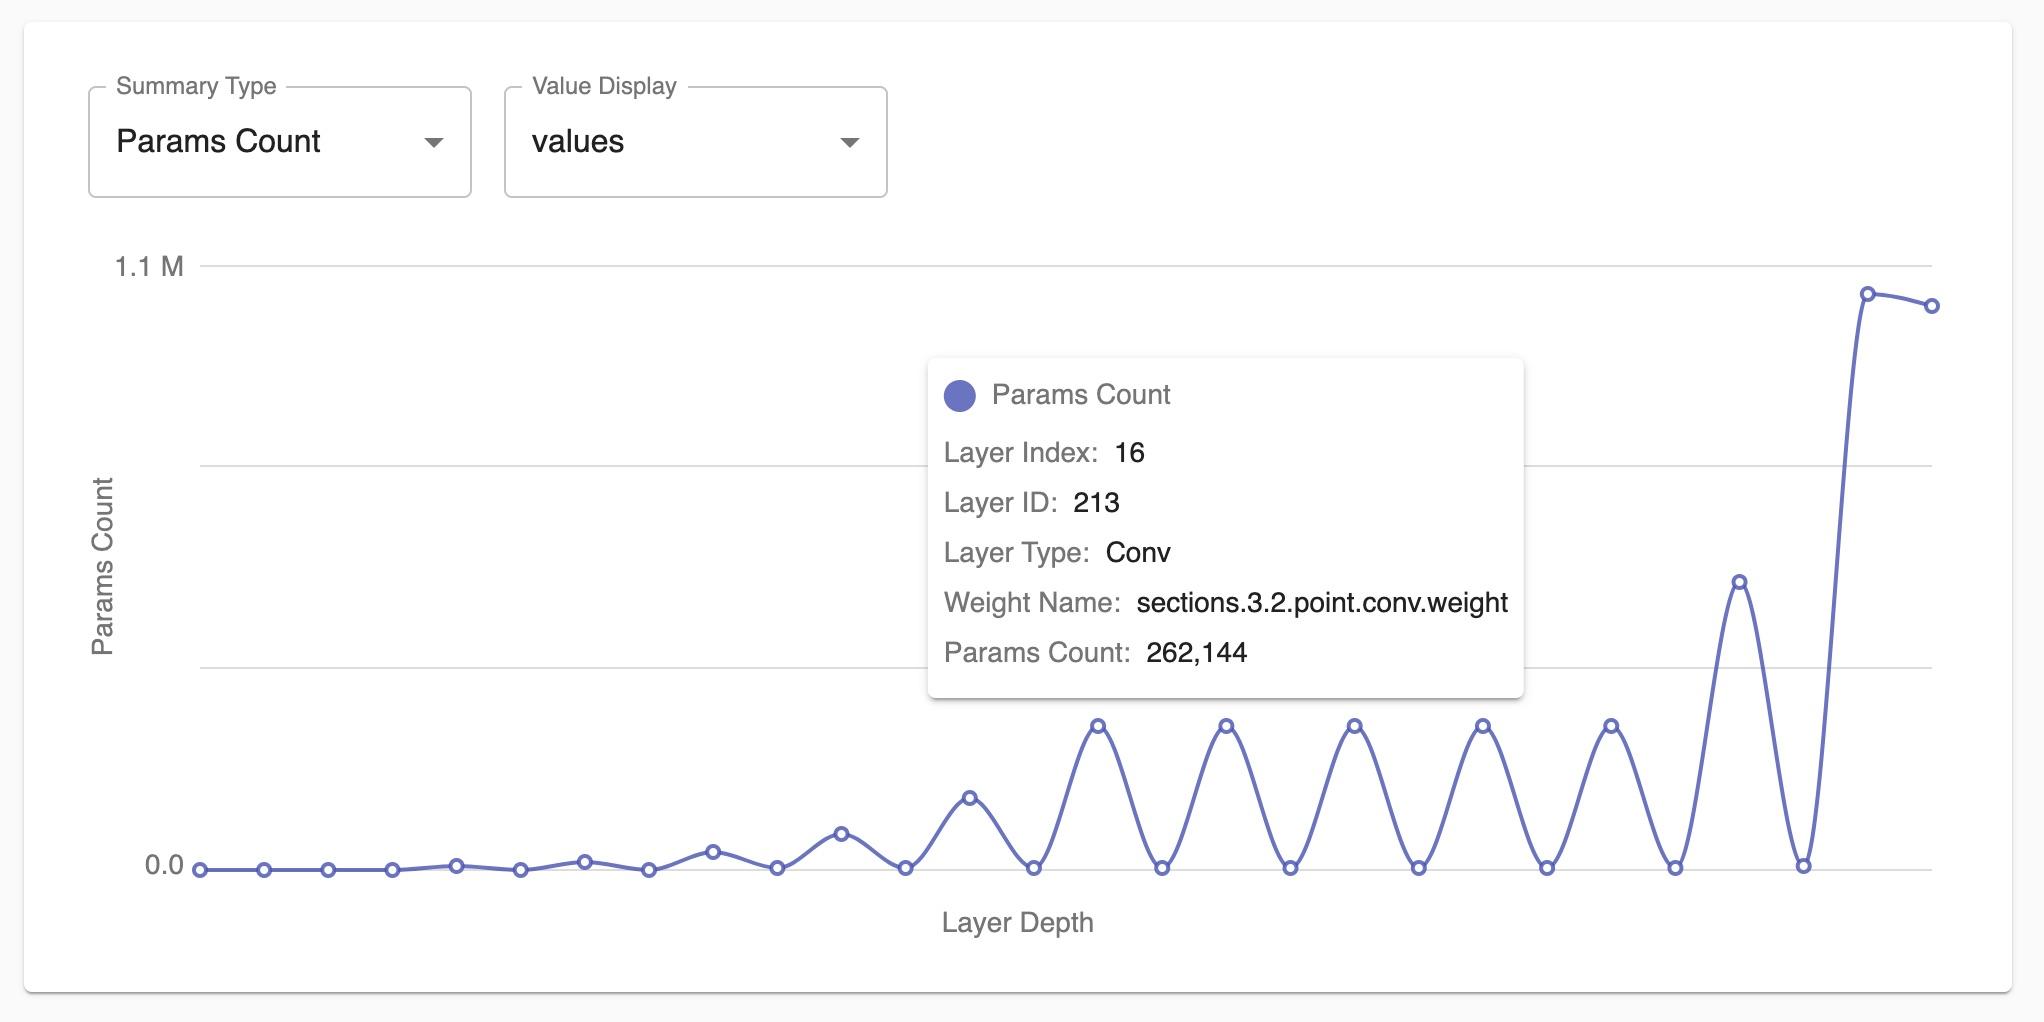 Summary Type
Params Count
Value Display
values
1.1 M
Params Count
Layer Index: 16
Layer ID: 213
Layer Type: Conv
Weight Name: sections.3.2.point.conv.weight
Params Count: 262,144
Params Count
0.0
Layer Depth